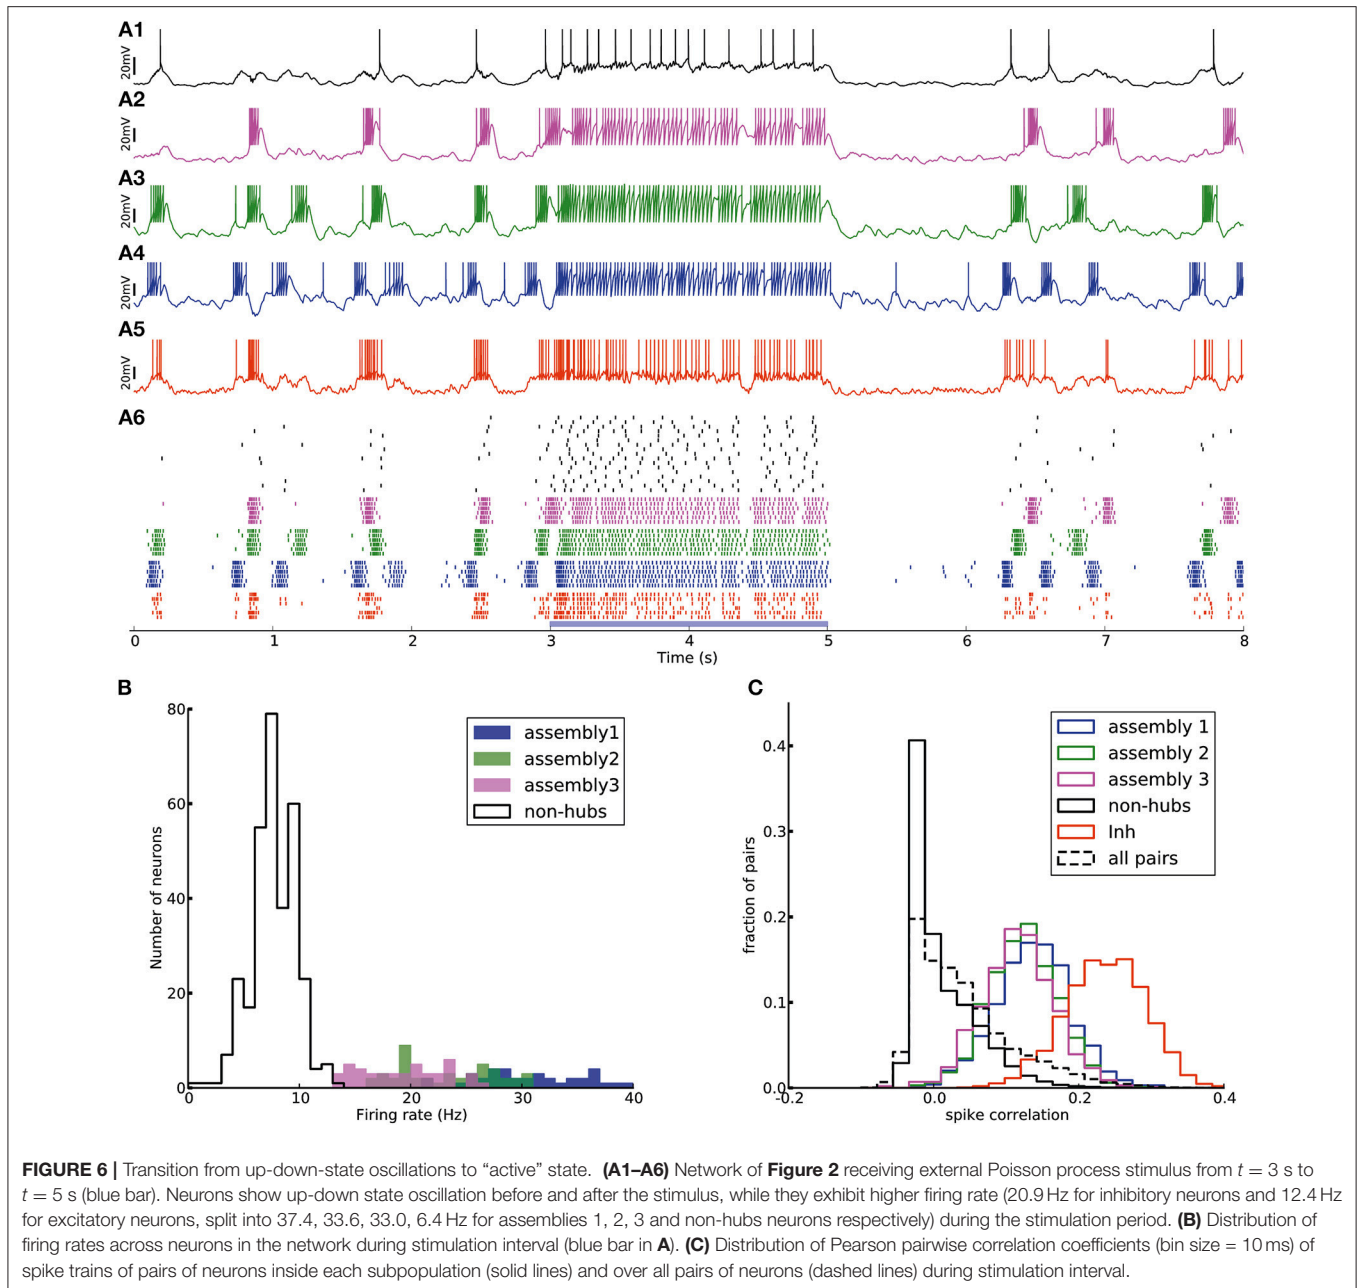 A1
20mV
A2
20mV
A3
20mV
A4
20mV
A5
20mV
A6
0 1 2 3 4 5 6 7 8
Time (s)
B
80
60
40
20
0
Number of neurons
0 10 20 30 40
Firing rate (Hz)
assembly1
assembly2
assembly3
non-hubs
C
0.4
0.3
0.2
0.1
0.0
fraction of pairs
-0.2 0.0 0.2 0.4
spike correlation
assembly 1
assembly 2
assembly 3
non-hubs
Inh
all pairs
FIGURE 6 | Transition from up-down-state oscillations to “active” state. (A1–A6) Network of Figure 2 receiving external Poisson process stimulus from t = 3 s to
t = 5 s (blue bar). Neurons show up-down state oscillation before and after the stimulus, while they exhibit higher firing rate (20.9 Hz for inhibitory neurons and 12.4 Hz
for excitatory neurons, split into 37.4, 33.6, 33.0, 6.4 Hz for assemblies 1, 2, 3 and non-hubs neurons respectively) during the stimulation period. (B) Distribution of
firing rates across neurons in the network during stimulation interval (blue bar in A). (C) Distribution of Pearson pairwise correlation coefficients (bin size = 10 ms) of
spike trains of pairs of neurons inside each subpopulation (solid lines) and over all pairs of neurons (dashed lines) during stimulation interval.